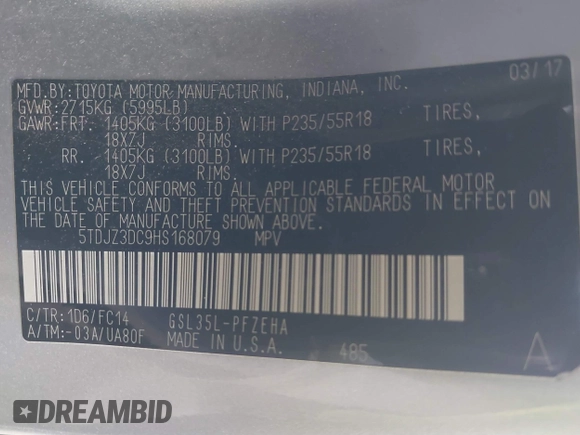 MFD.BY:TOYOTA MOTOR MANUFACTURING, INDIANA, INC. 03/17
GVWR:2715KG (5995LB)
GAWR:FRT. 1405KG (3100LB) WITH P235/55R18 TIRES,
18X7J RIMS.
RR. 1405KG (3100LB) WITH P235/55R18 TIRES,
18X7J RIMS.
THIS VEHICLE CONFORMS TO ALL APPLICABLE FEDERAL MOTOR
VEHICLE SAFETY AND THEFT PREVENTION STANDARDS IN EFFECT ON
THE DATE OF MANUFACTURE SHOWN ABOVE.
5TDJZ3DC9HS168079 MPV
C/TR:1D6/FC14 GSL35L-PFZEHA
A/TM:-03A/UA80F MADE IN U.S.A. 485 A
DREAMBID